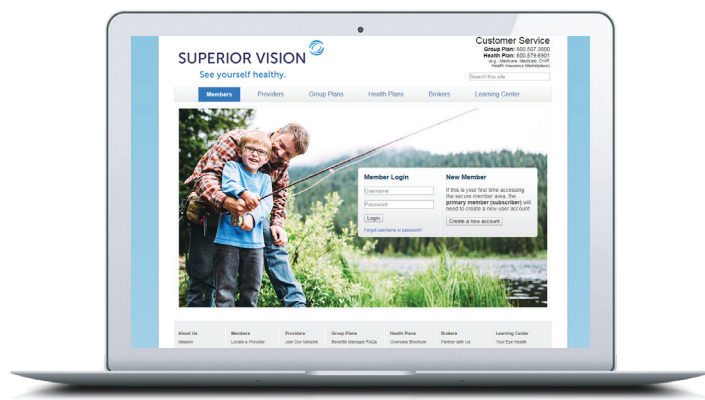 SUPERIOR VISION
See yourself healthy.
Customer Service
Group Plan: 800.507.3800
Health Plan: 800.879.6901
(e.g., Medicare, Medicaid, CHIP,
Health Insurance Marketplace)
Search this site
Members Providers Group Plans Health Plans Brokers Learning Center
Member Login
Username
Password
Login
Forgot username or password?
New Member
If this is your first time accessing
the secure member area, the
primary member (subscriber) will
need to create a new user account
Create a new account
About Us Members Providers Group Plans Health Plans Brokers Learning Center
Mission Locate a Provider Join Our Network Benefits Manager FAQs Overview Brochure Partner with Us Your Eye Health